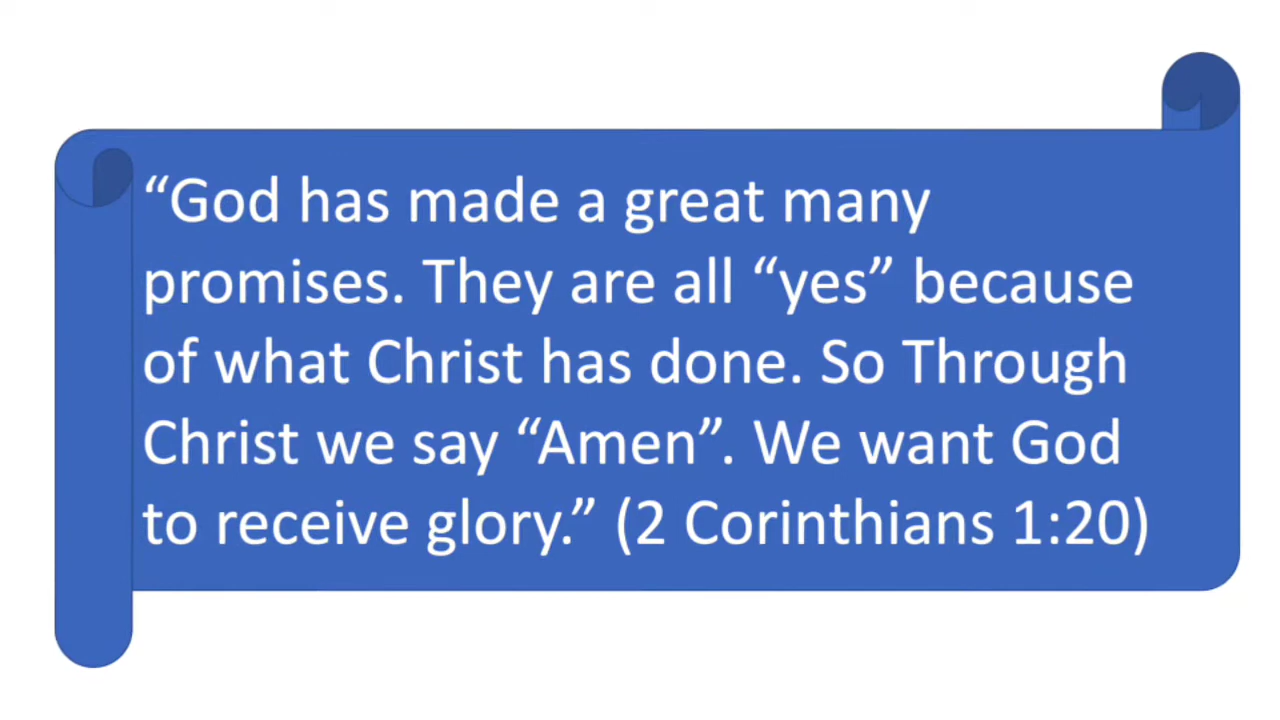 “God has made a great many
promises. They are all “yes” because
of what Christ has done. So Through
Christ we say “Amen”. We want God
to receive glory.” (2 Corinthians 1:20)